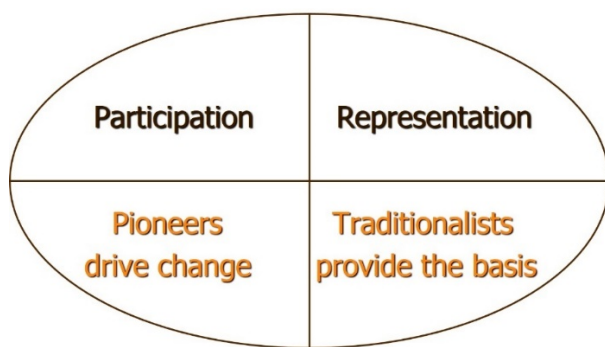 Participation
Representation
Pioneers
drive change
Traditionalists
provide the basis